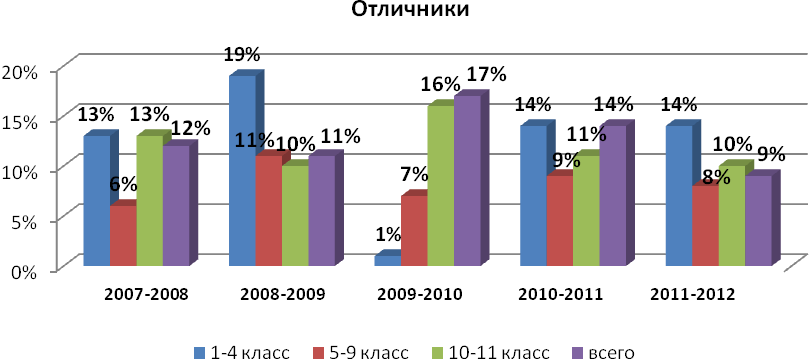 Отличники
20%
15%
10%
5%
0%
13% 6% 13% 12%
19% 11% 10% 11%
1% 7% 16% 17%
14% 9% 11% 14%
14% 8% 10% 9%
2007-2008 2008-2009 2009-2010 2010-2011 2011-2012
1-4 класс 5-9 класс 10-11 класс всего